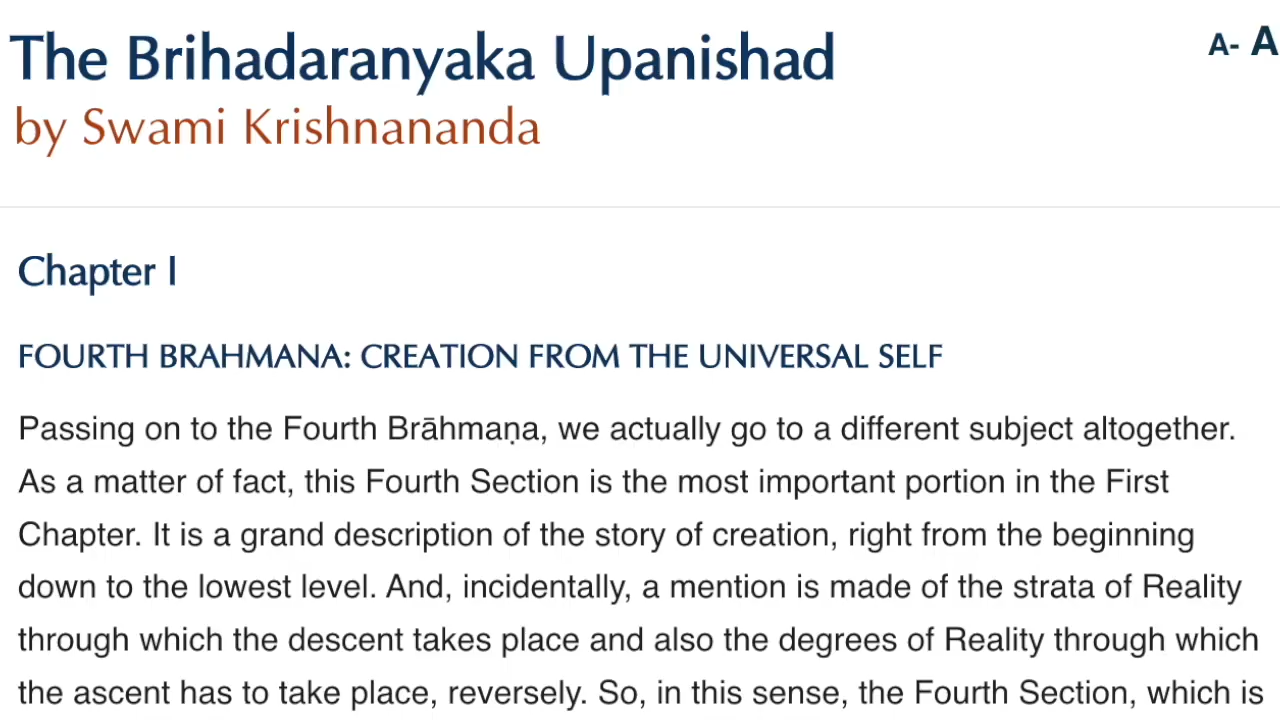 The Brihadaranyaka Upanishad
A- A
by Swami Krishnananda
Chapter I
FOURTH BRAHMANA: CREATION FROM THE UNIVERSAL SELF
Passing on to the Fourth Brāhmaṇa, we actually go to a different subject altogether.
As a matter of fact, this Fourth Section is the most important portion in the First
Chapter. It is a grand description of the story of creation, right from the beginning
down to the lowest level. And, incidentally, a mention is made of the strata of Reality
through which the descent takes place and also the degrees of Reality through which
the ascent has to take place, reversely. So, in this sense, the Fourth Section, which is